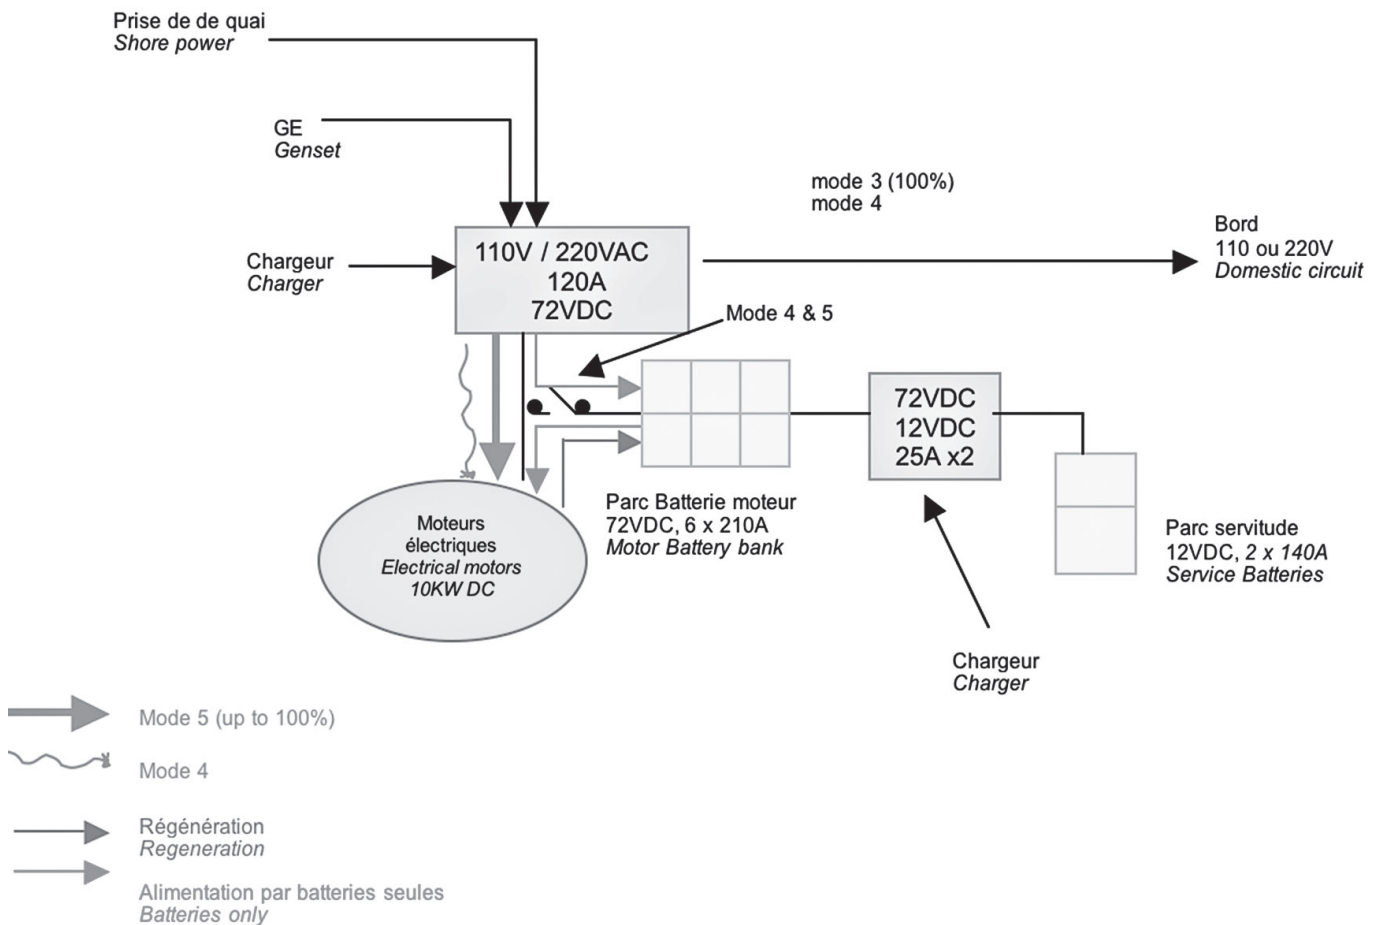 Prise de de quai
Shore power
GE
Genset
mode 3 (100%)
mode 4
Bord
110 ou 220V
Domestic circuit
Chargeur
Charger
110V / 220VAC
120A
72VDC
Mode 4 & 5
72VDC
12VDC
25A x2
Parc Batterie moteur
72VDC, 6 x 210A
Motor Battery bank
Moteurs
électriques
Electrical motors
10KW DC
Parc servitude
12VDC, 2 x 140A
Service Batteries
Chargeur
Charger
Mode 5 (up to 100%)
Mode 4
Régénération
Regeneration
Alimentation par batteries seules
Batteries only